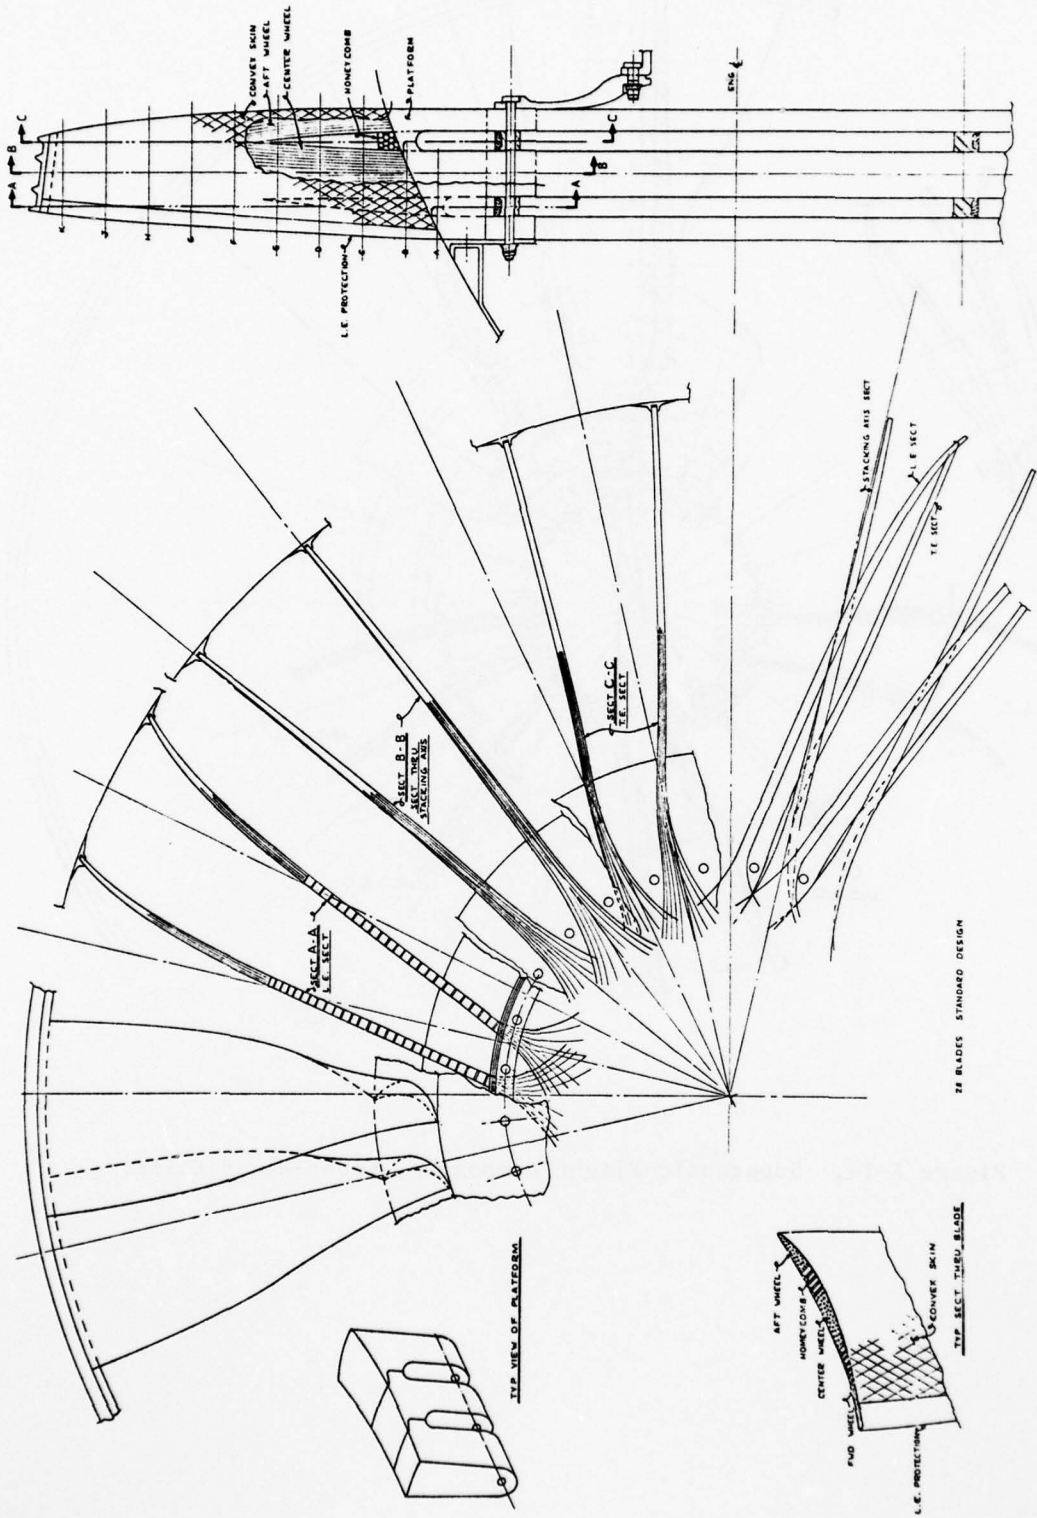 CONVEX SKIN
AFT WHEEL
CENTER WHEEL
HONEYCOMB
PLATFORM
C
B
A
K
J
H
G
F
E
D
C
B
A
L.E. PROTECTION
C
B
A
ENG ℄
STACKING AXIS SECT
L.E SECT
T.E. SECT
SECT C-C
T.E. SECT
SECT B-B
SECT THRU
STACKING AXIS
SECT A-A
L.E. SECT
28 BLADES STANDARD DESIGN
TYP VIEW OF PLATFORM
AFT WHEEL
HONEYCOMB
CENTER WHEEL
FWD WHEEL
L.E. PROTECTION
CONVEX SKIN
TYP SECT THRU BLADE